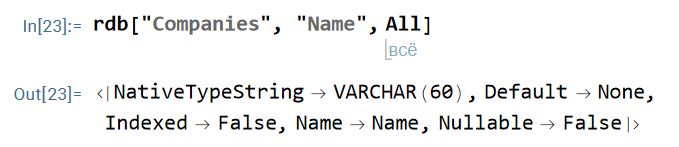 In[23]:= rdb["Companies", "Name", All]
всё
Out[23]= <|NativeTypeString → VARCHAR(60), Default → None,
Indexed → False, Name → Name, Nullable → False|>